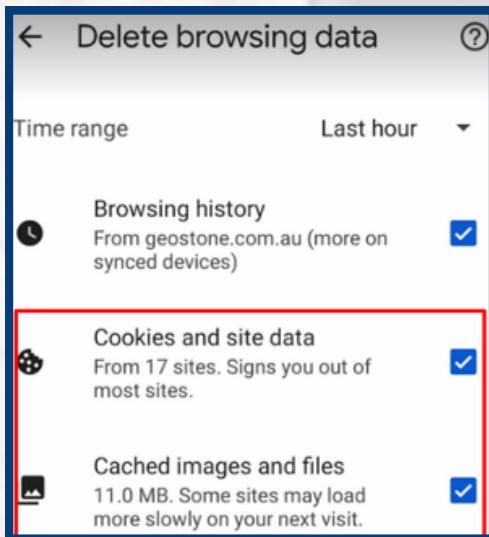 Delete browsing data
Time range Last hour
Browsing history
From geostone.com.au (more on
synced devices)
Cookies and site data
From 17 sites. Signs you out of
most sites.
Cached images and files
11.0 MB. Some sites may load
more slowly on your next visit.